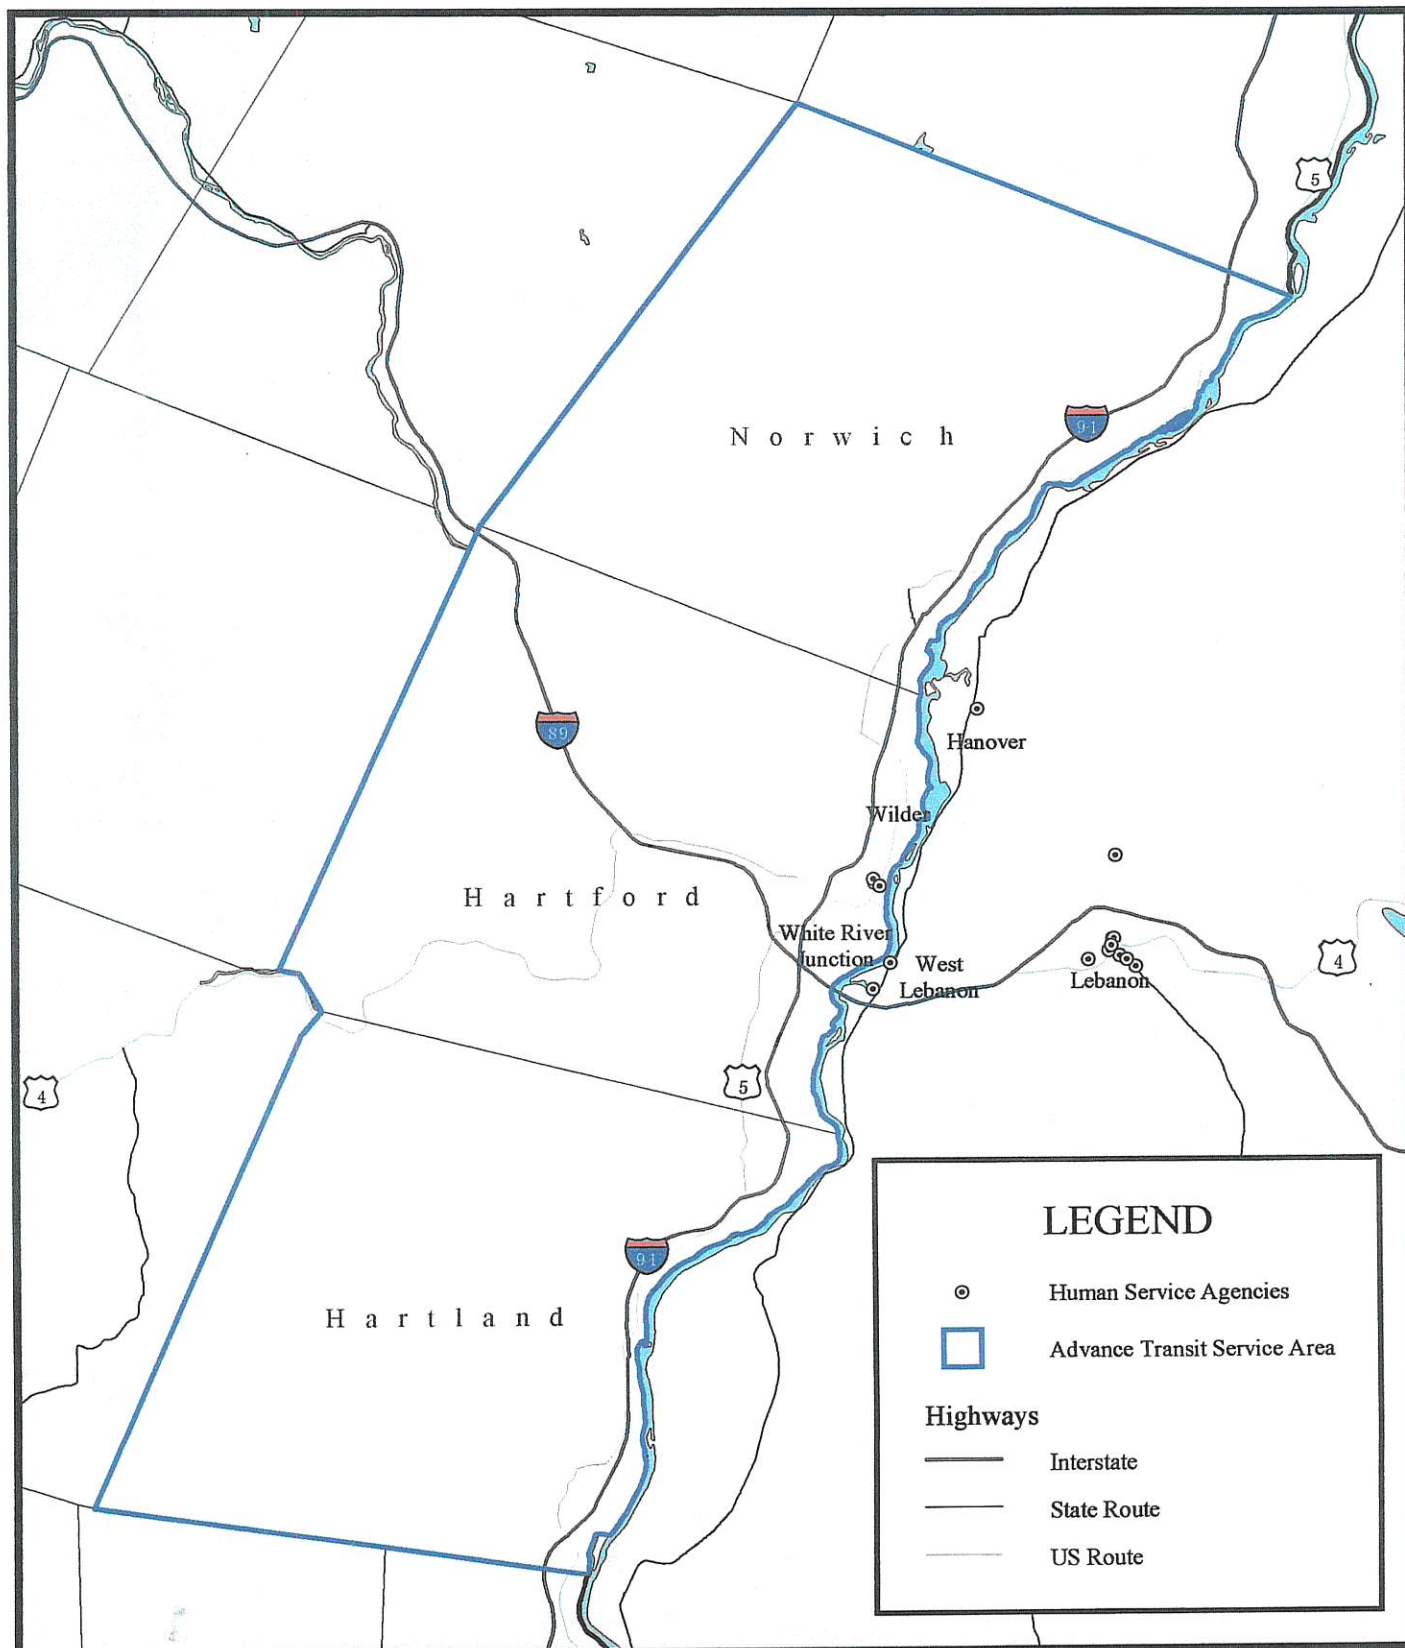 5
Norwich
91
89
Hanover
Wilder
Hartford
White River
Junction
West
Lebanon
Lebanon
4
4
5
91
Hartland
LEGEND
Human Service Agencies
Advance Transit Service Area
Highways
Interstate
State Route
US Route